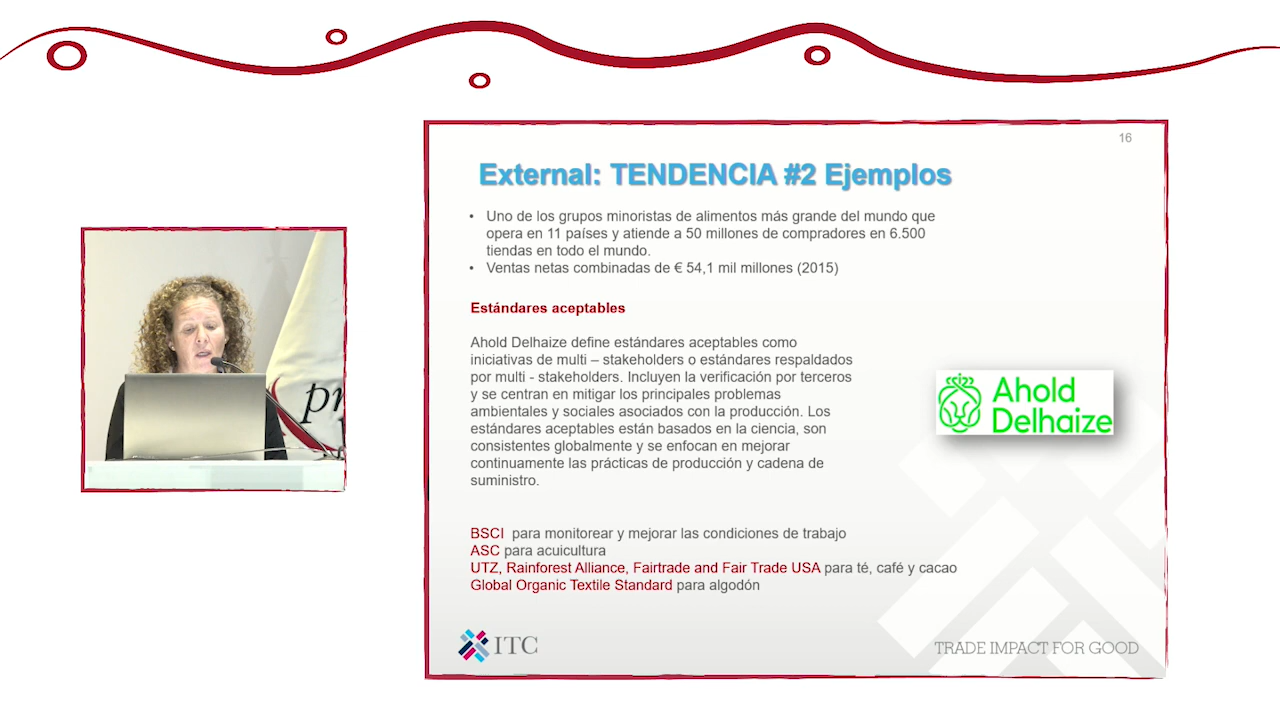 16
External: TENDENCIA #2 Ejemplos
• Uno de los grupos minoristas de alimentos más grande del mundo que
opera en 11 países y atiende a 50 millones de compradores en 6.500
tiendas en todo el mundo.
• Ventas netas combinadas de € 54,1 mil millones (2015)
Estándares aceptables
Ahold Delhaize define estándares aceptables como
iniciativas de multi – stakeholders o estándares respaldados
por multi - stakeholders. Incluyen la verificación por terceros
y se centran en mitigar los principales problemas
ambientales y sociales asociados con la producción. Los
estándares aceptables están basados en la ciencia, son
consistentes globalmente y se enfocan en mejorar
continuamente las prácticas de producción y cadena de
suministro.
Ahold
Delhaize
BSCI para monitorear y mejorar las condiciones de trabajo
ASC para acuicultura
UTZ, Rainforest Alliance, Fairtrade and Fair Trade USA para té, café y cacao
Global Organic Textile Standard para algodón
ITC
TRADE IMPACT FOR GOOD